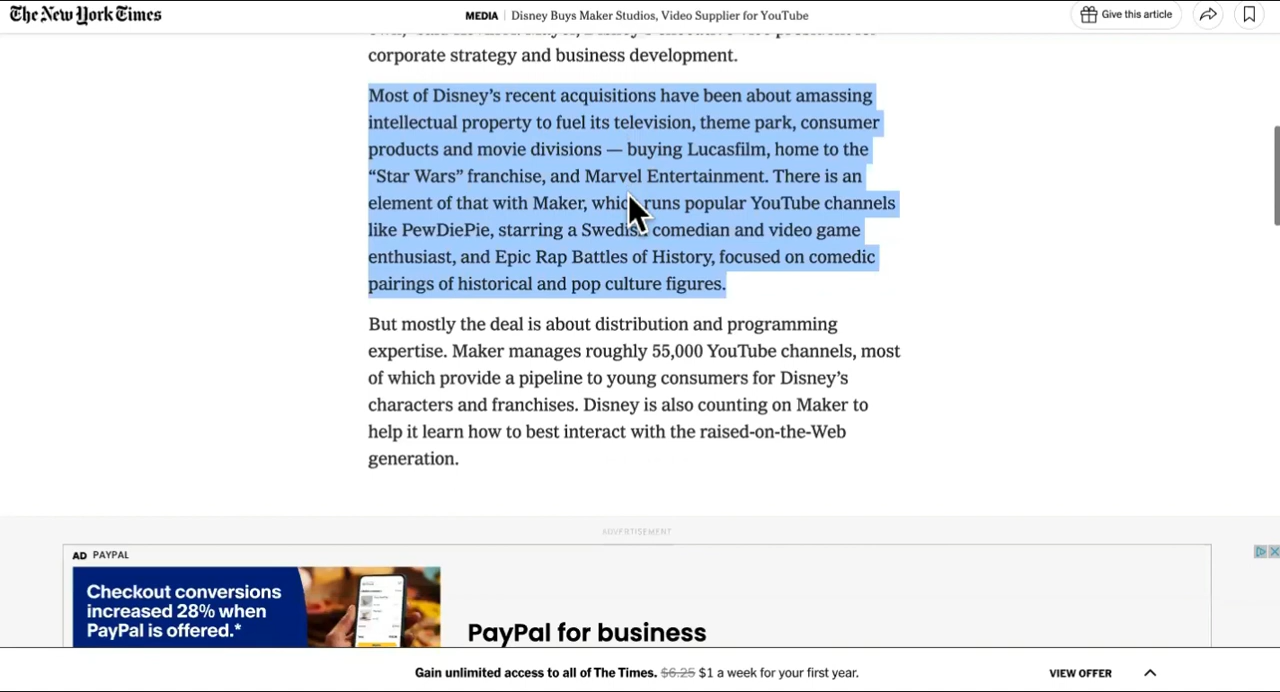 The New York Times
MEDIA | Disney Buys Maker Studios, Video Supplier for YouTube
Give this article
corporate strategy and business development.
Most of Disney’s recent acquisitions have been about amassing
intellectual property to fuel its television, theme park, consumer
products and movie divisions — buying Lucasfilm, home to the
“Star Wars” franchise, and Marvel Entertainment. There is an
element of that with Maker, which runs popular YouTube channels
like PewDiePie, starring a Swedish comedian and video game
enthusiast, and Epic Rap Battles of History, focused on comedic
pairings of historical and pop culture figures.
But mostly the deal is about distribution and programming
expertise. Maker manages roughly 55,000 YouTube channels, most
of which provide a pipeline to young consumers for Disney’s
characters and franchises. Disney is also counting on Maker to
help it learn how to best interact with the raised-on-the-Web
generation.
ADVERTISEMENT
AD PAYPAL
Checkout conversions
increased 28% when
PayPal is offered.*
PayPal for business
Gain unlimited access to all of The Times. $6.25 $1 a week for your first year.
VIEW OFFER